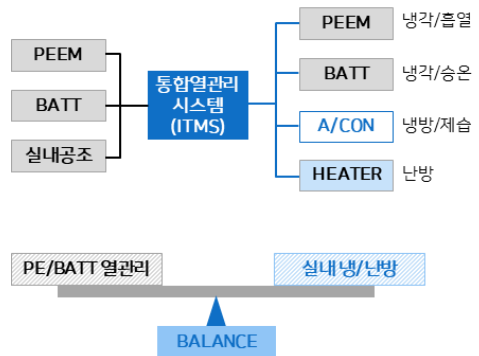 PEEM
BATT
실내공조
통합열관리
시스템
(ITMS)
PEEM 냉각/흡열
BATT 냉각/승온
A/CON 냉방/제습
HEATER 난방
PE/BATT 열관리
실내 냉/난방
BALANCE